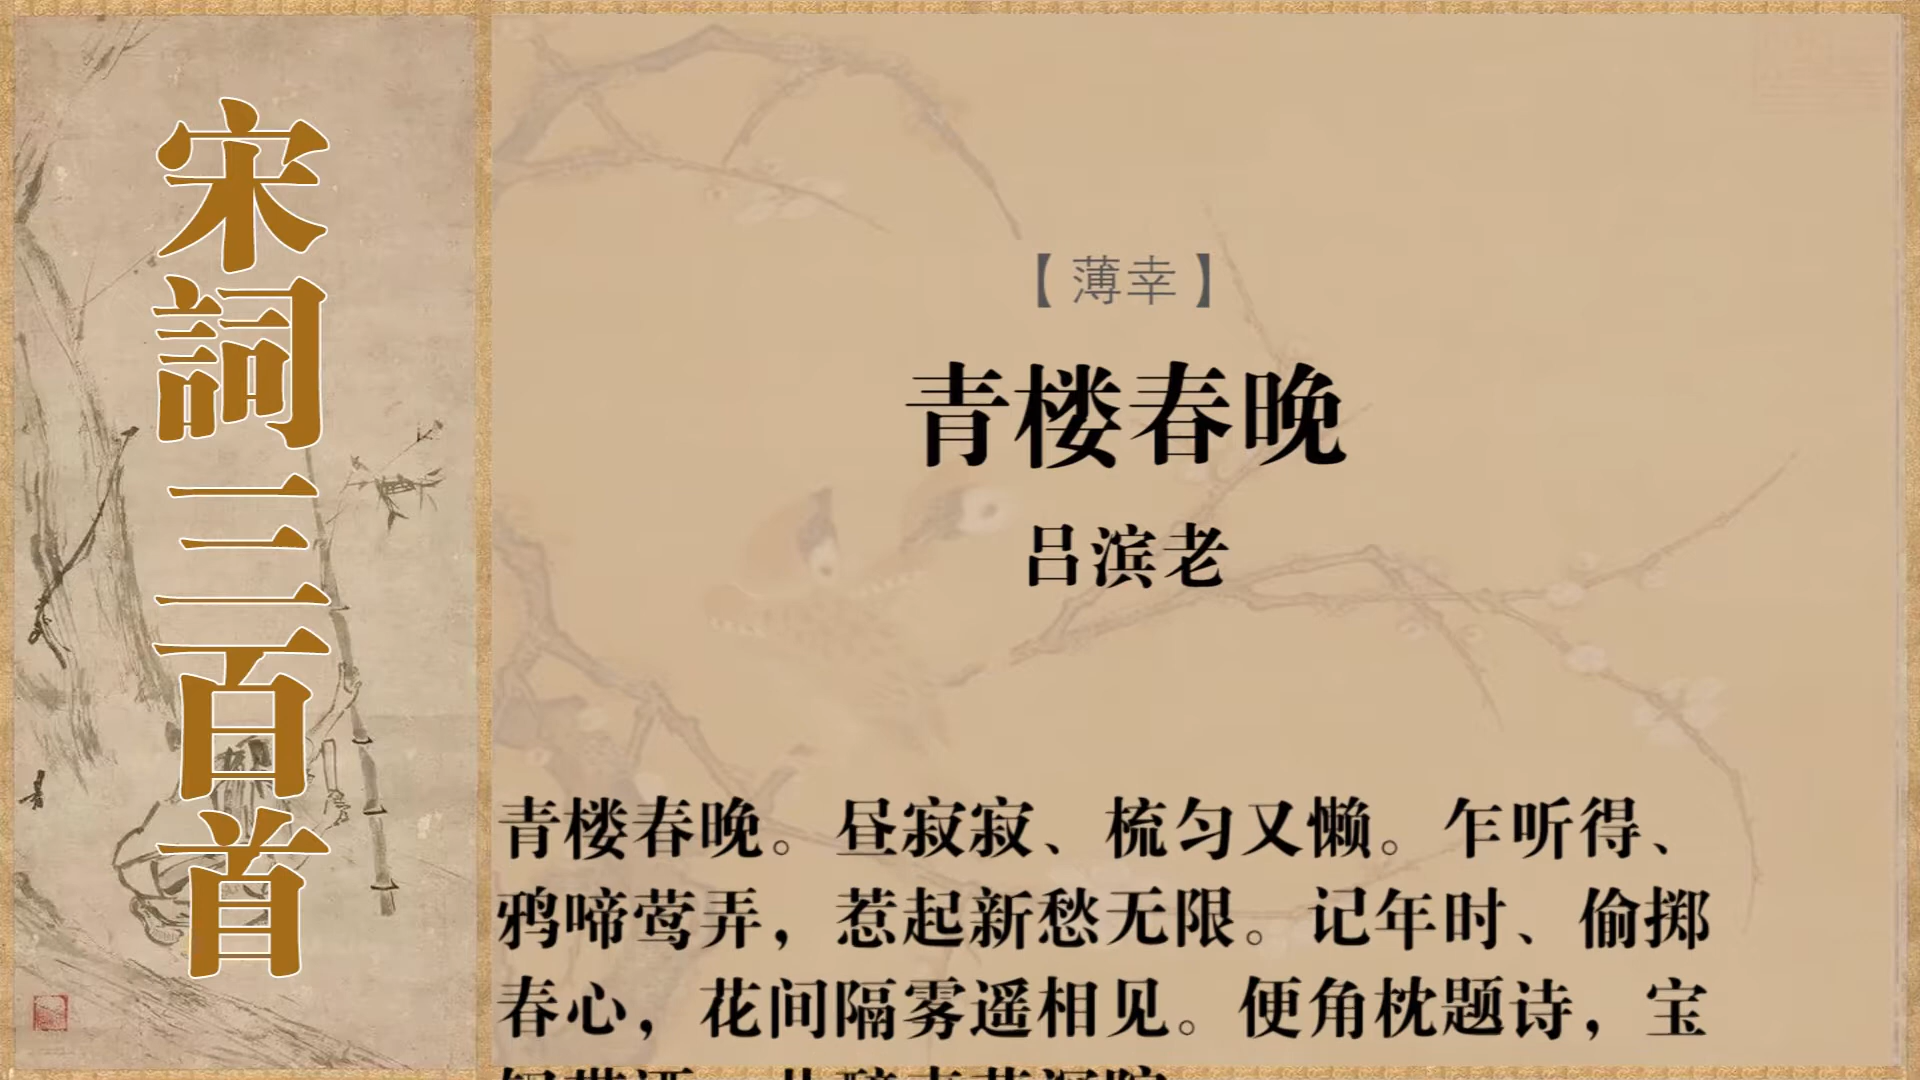 宋詞三百首
【薄幸】
青楼春晚
吕滨老
青楼春晚。昼寂寂、梳匀又懒。乍听得、
鸦啼莺弄，惹起新愁无限。记年时、偷掷
春心，花间隔雾遥相见。便角枕题诗，宝